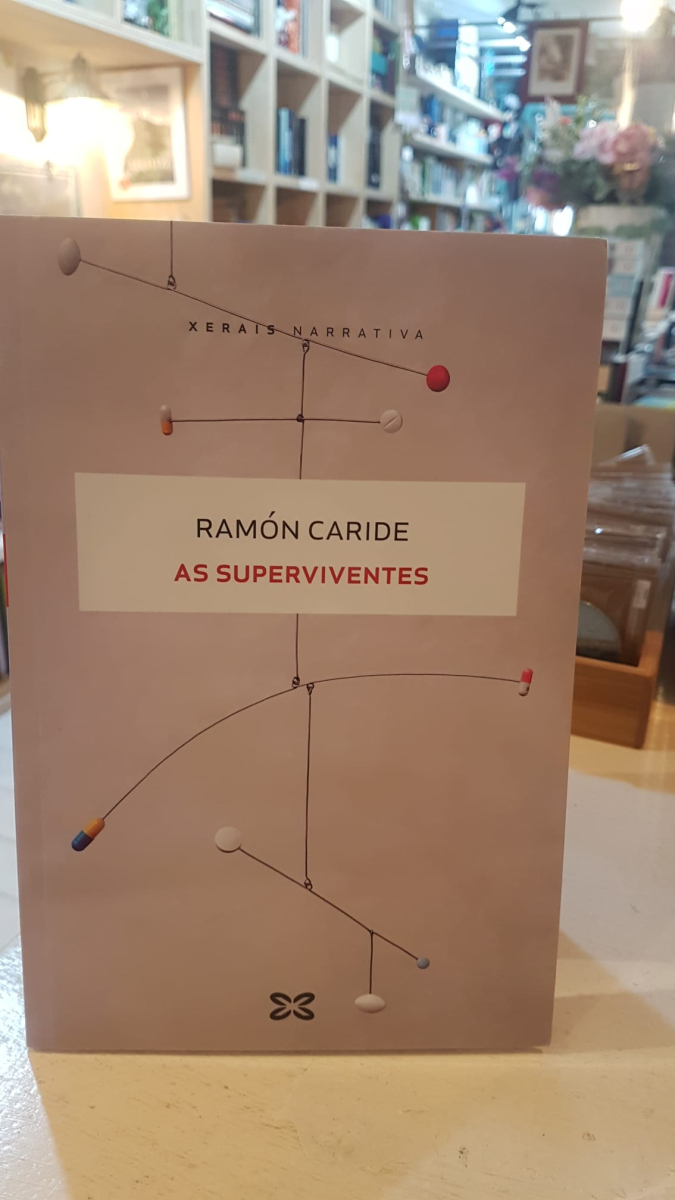 XERAIS NARRATIVA
RAMÓN CARIDE
AS SUPERVIVENTES